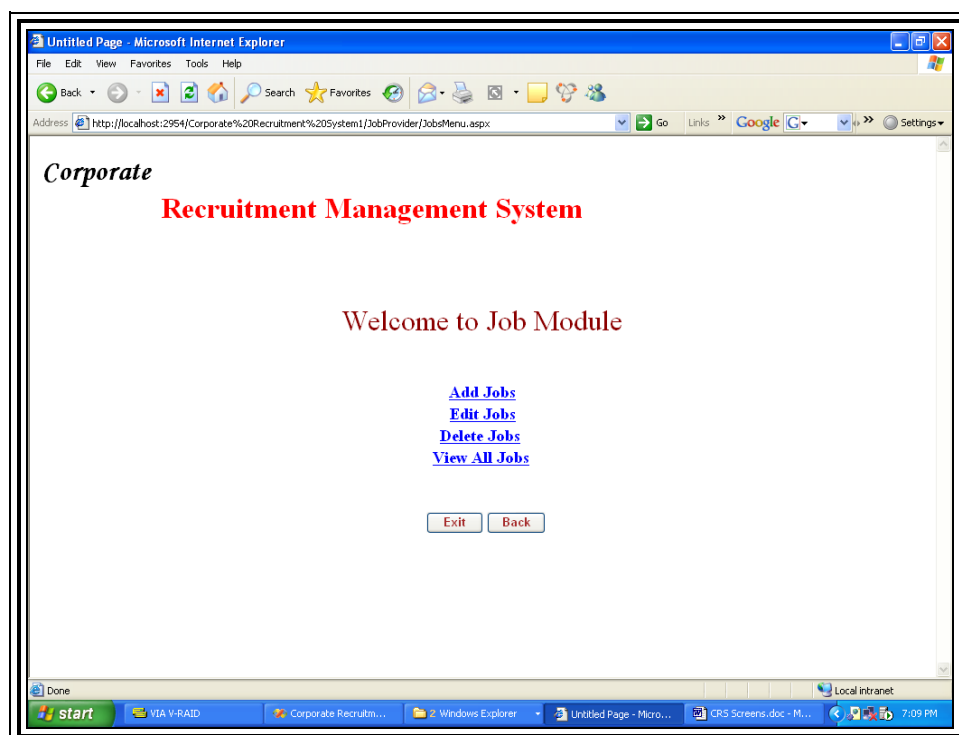 Untitled Page - Microsoft Internet Explorer
File Edit View Favorites Tools Help
Back Search Favorites
Address http://localhost:2954/Corporate%20Recruitment%20System1/JobProvider/JobsMenu.aspx Go Links » Google G » Settings
Corporate
Recruitment Management System
Welcome to Job Module
Add Jobs
Edit Jobs
Delete Jobs
View All Jobs
Exit Back
Done Local intranet
start VIA V-RAID Corporate Recruitm... 2 Windows Explorer Untitled Page - Micro... CRS Screens.doc - M... 7:09 PM